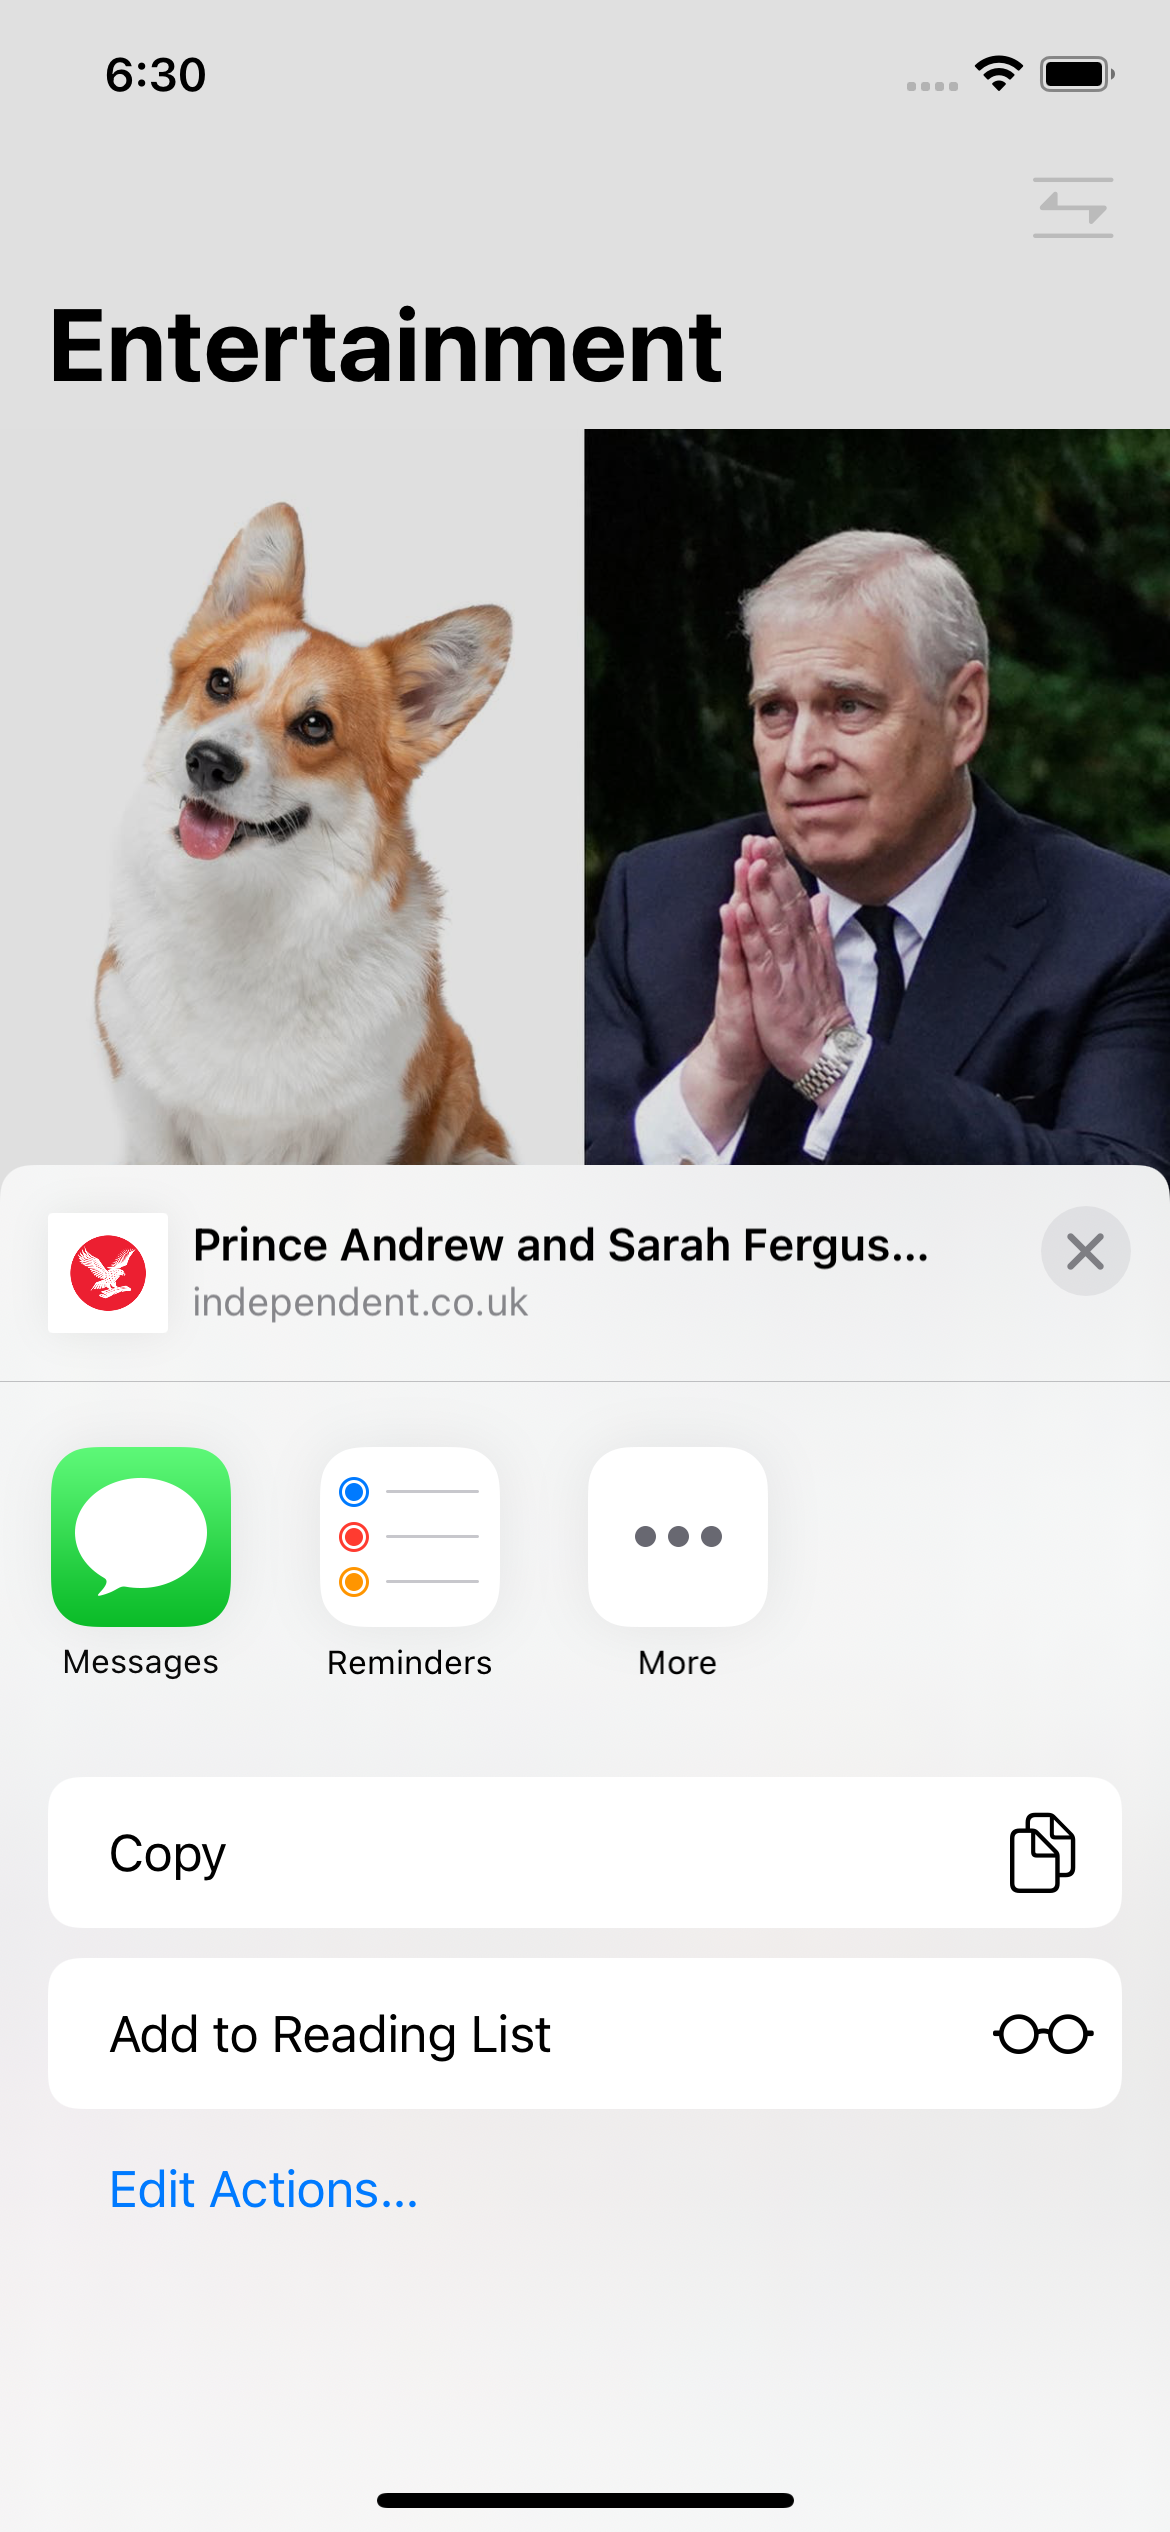 6:30
Entertainment
Prince Andrew and Sarah Fergus...
independent.co.uk
Messages
Reminders
More
Copy
Add to Reading List
Edit Actions...